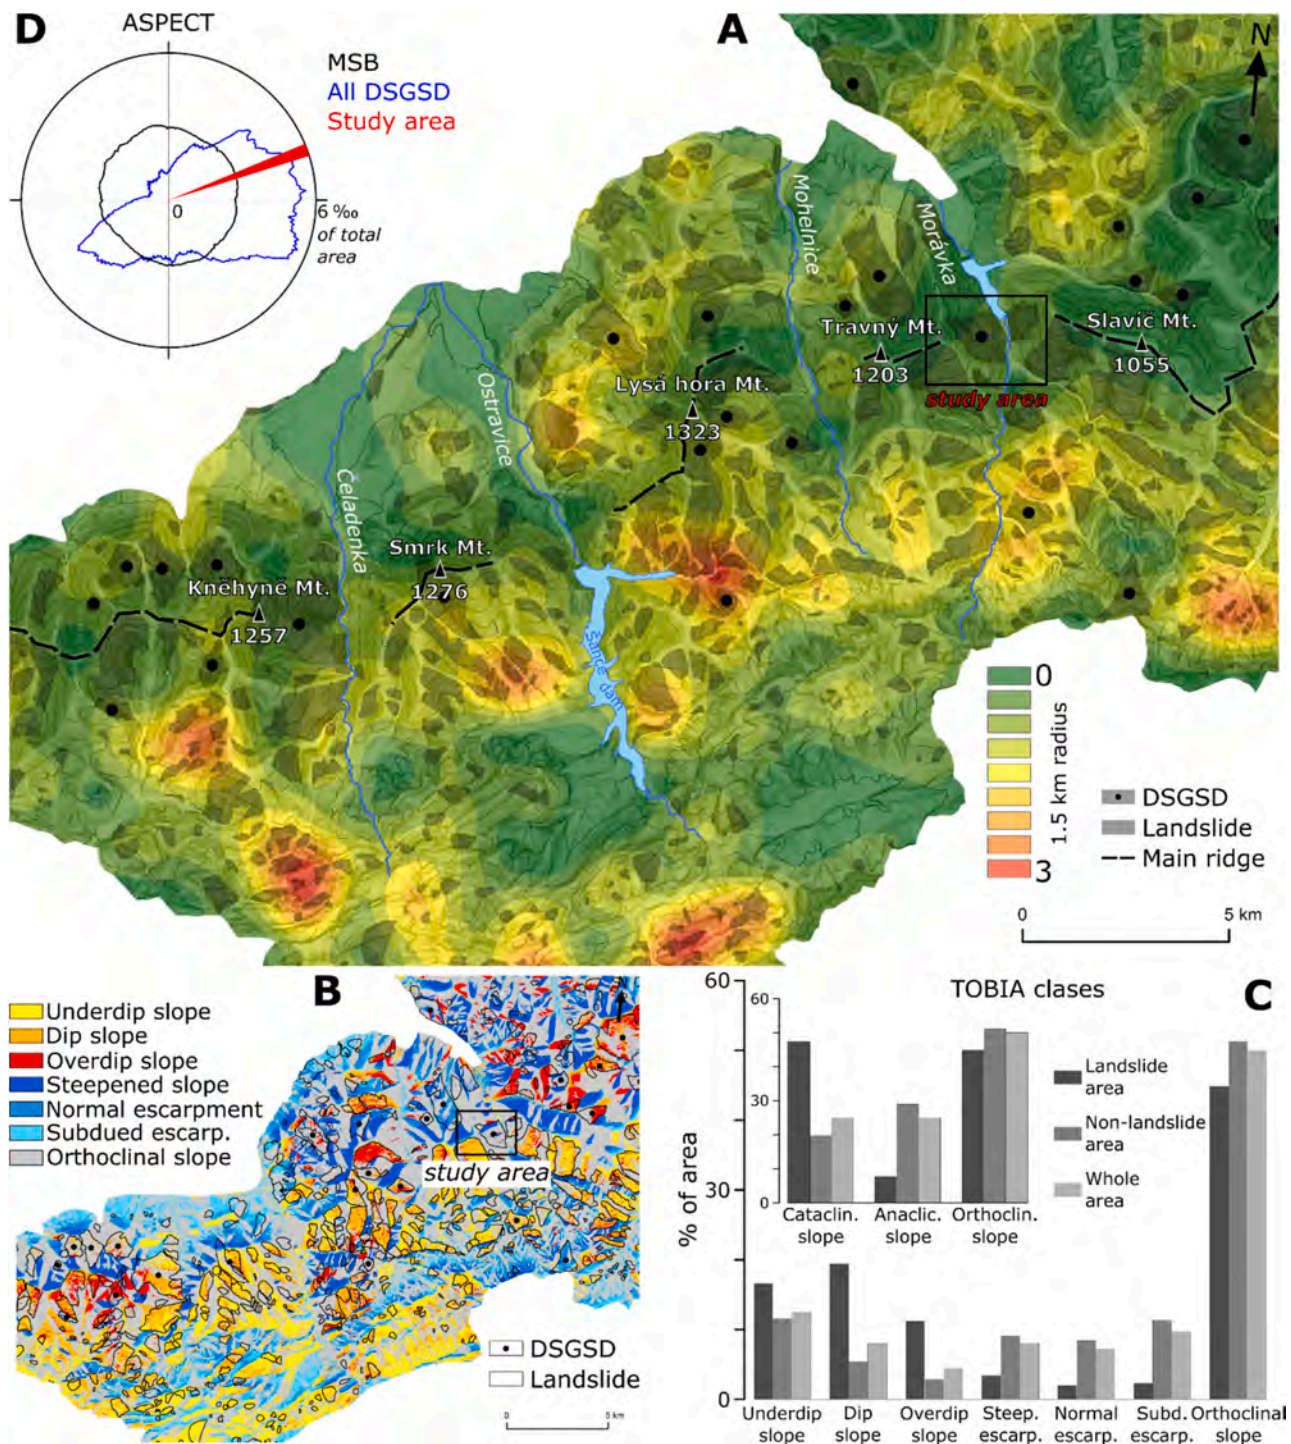 D
ASPECT
MSB
All DSGSD
Study area
0
6 ‰
of total
area
A
N
Mohelnice
Morávka
Travný Mt.
1203
Slavíč Mt.
1055
study area
Lysá hora Mt.
1323
Ostravice
Čeladenka
Smrk Mt.
1276
Kněhyně Mt.
1257
Šance dam
0
1.5 km radius
3
DSGSD
Landslide
Main ridge
0
5 km
B
N
Underdip slope
Dip slope
Overdip slope
Steepened slope
Normal escarpment
Subdued escarp.
Orthoclinal slope
study area
DSGSD
Landslide
0
5 km
C
TOBIA clases
% of area
60
30
0
60
30
0
Cataclin.
slope
Anaclic.
slope
Orthoclin.
slope
Landslide
area
Non-landslide
area
Whole
area
Underdip
slope
Dip
slope
Overdip
slope
Steep.
escarp.
Normal
escarp.
Subd.
escarp.
Orthoclinal
slope